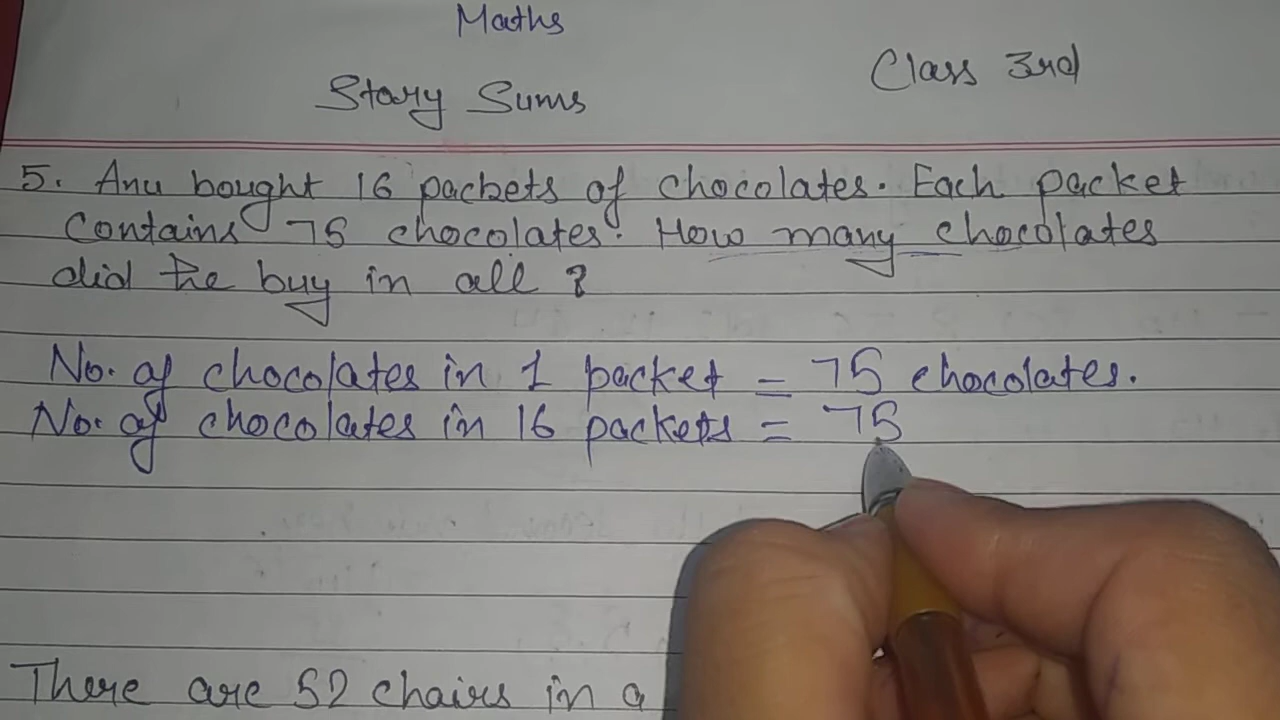 Maths
Story Sums
Class 3rd
5. Anu bought 16 packets of chocolates. Each packet
Contains 75 chocolates. How many chocolates
did he buy in all ?
No. of chocolates in 1 packet = 75 chocolates.
No. of chocolates in 16 packets = 75
There are 52 chairs in a